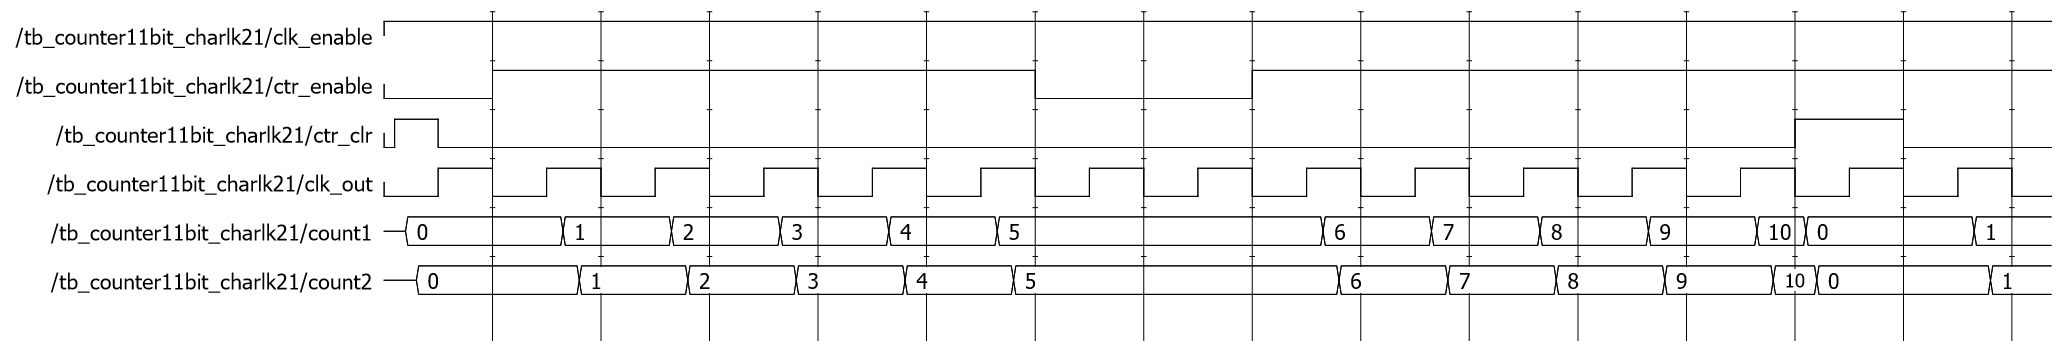 /tb_counter11bit_charlk21/clk_enable
/tb_counter11bit_charlk21/ctr_enable
/tb_counter11bit_charlk21/ctr_clr
/tb_counter11bit_charlk21/clk_out
/tb_counter11bit_charlk21/count1 0 1 2 3 4 5 6 7 8 9 10 0 1
/tb_counter11bit_charlk21/count2 0 1 2 3 4 5 6 7 8 9 10 0 1